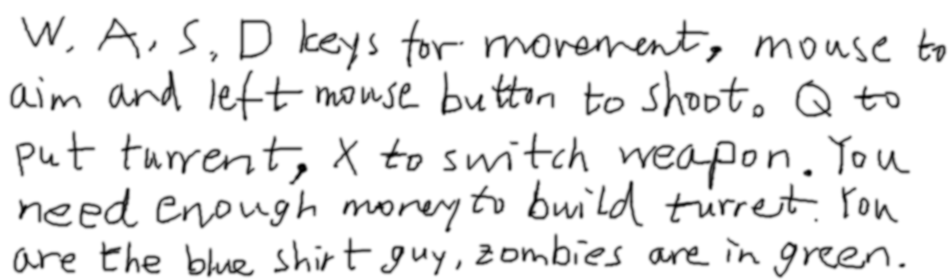 W, A, S, D keys for movement, mouse to
aim and left mouse button to shoot. Q to
put turrent, X to switch weapon. You
need enough money to build turret. You
are the blue shirt guy, zombies are in green.